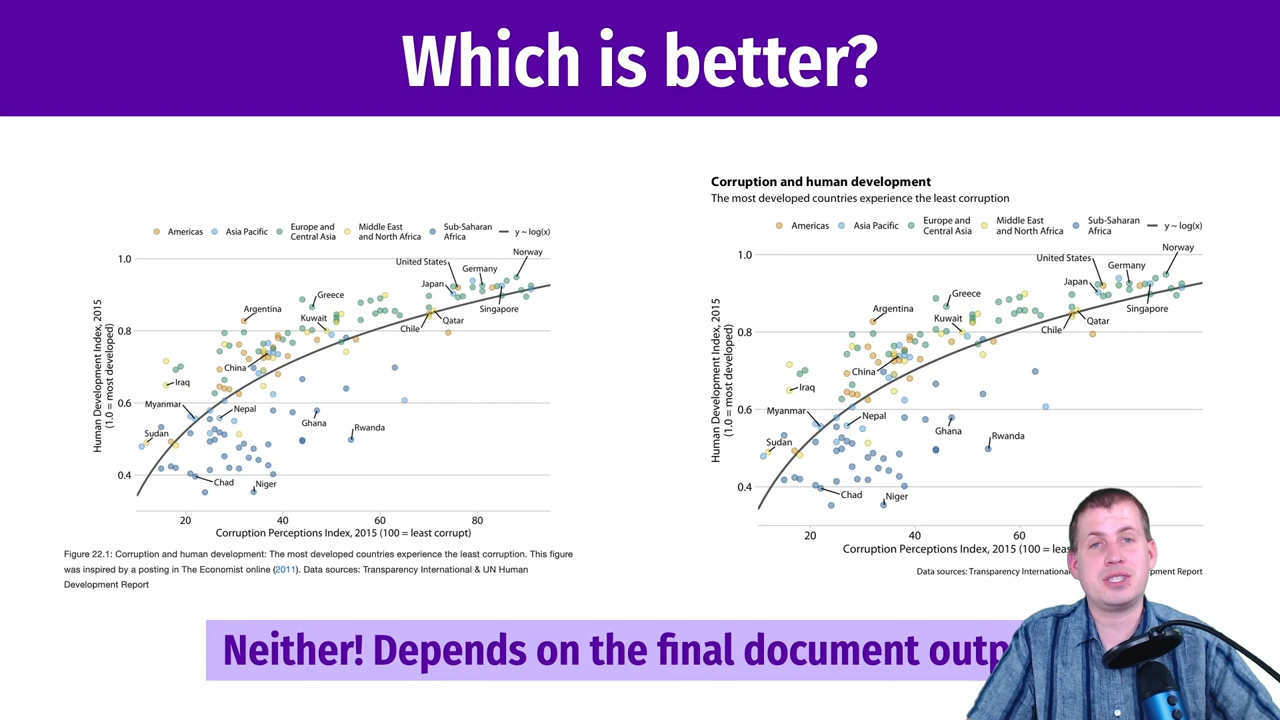 Which is better?
Americas
Asia Pacific
Europe and
Central Asia
Middle East
and North Africa
Sub-Saharan
Africa
y ~ log(x)
Human Development Index, 2015
(1.0 = most developed)
1.0
0.8
0.6
0.4
Norway
United States
Germany
Japan
Singapore
Greece
Argentina
Kuwait
Chile
Qatar
China
Iraq
Myanmar
Nepal
Ghana
Rwanda
Sudan
Chad
Niger
20
40
60
80
Corruption Perceptions Index, 2015 (100 = least corrupt)
Figure 22.1: Corruption and human development: The most developed countries experience the least corruption. This figure
was inspired by a posting in The Economist online (2011). Data sources: Transparency International & UN Human
Development Report
Corruption and human development
The most developed countries experience the least corruption
Americas
Asia Pacific
Europe and
Central Asia
Middle East
and North Africa
Sub-Saharan
Africa
y ~ log(x)
Human Development Index, 2015
(1.0 = most developed)
1.0
0.8
0.6
0.4
Norway
United States
Germany
Japan
Singapore
Greece
Argentina
Kuwait
Chile
Qatar
China
Iraq
Myanmar
Nepal
Ghana
Rwanda
Sudan
Chad
Niger
20
40
60
Corruption Perceptions Index, 2015 (100 =
Data sources: Transparency International
Report
Neither! Depends on the final document